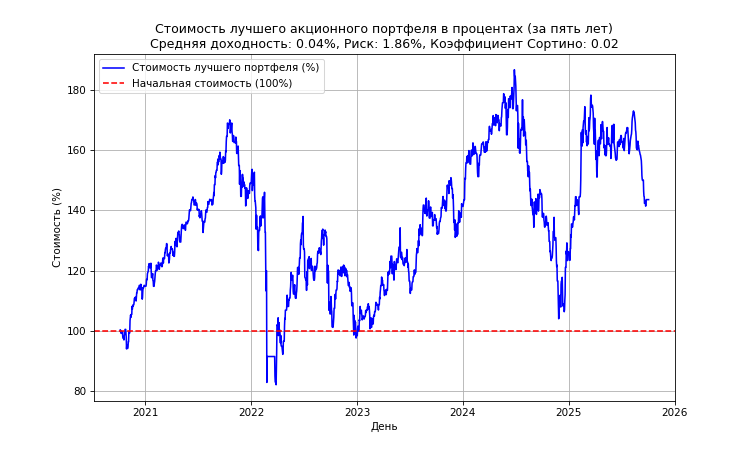 Стоимость лучшего акционного портфеля в процентах (за пять лет)
Средняя доходность: 0.04%, Риск: 1.86%, Коэффициент Сортино: 0.02
Стоимость лучшего портфеля (%)
Начальная стоимость (100%)
Стоимость (%)
180
160
140
120
100
80
2021
2022
2023
2024
2025
2026
День